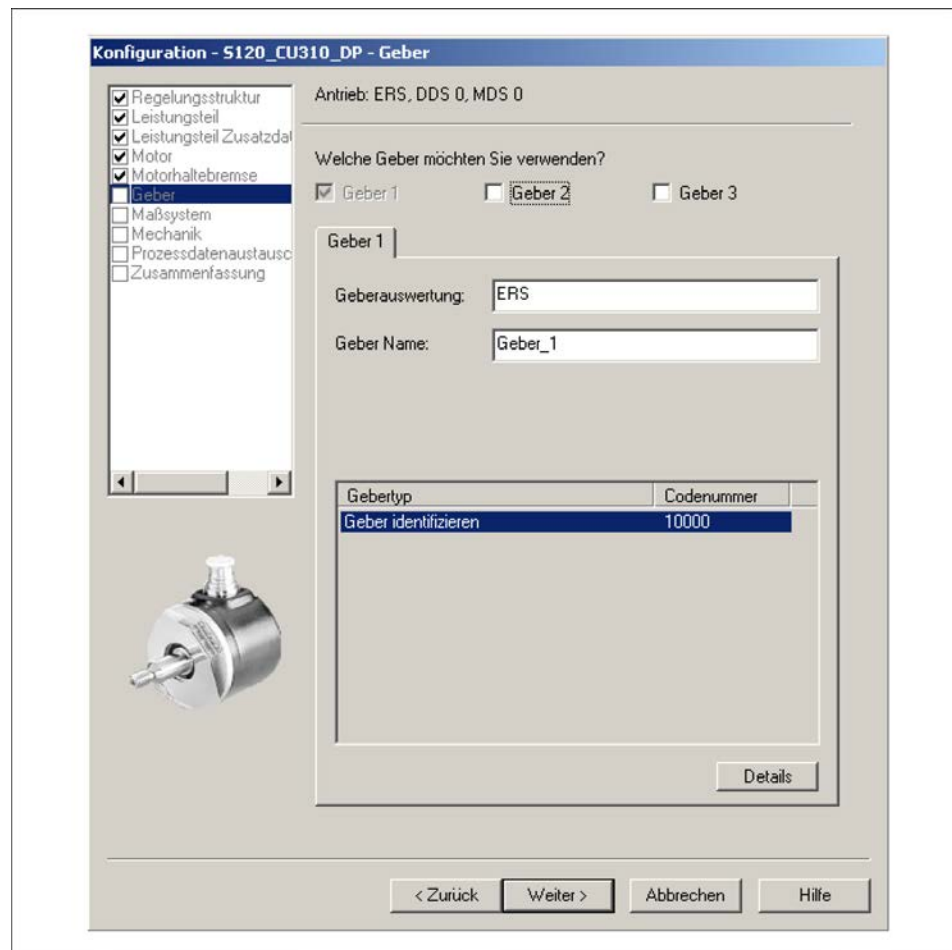 Konfiguration - S120_CU310_DP - Geber
Regelungsstruktur
Leistungsteil
Leistungsteil Zusatzdat
Motor
Motorhaltebremse
Geber
Maßsystem
Mechanik
Prozessdatenaustausc
Zusammenfassung
Antrieb: ERS, DDS 0, MDS 0
Welche Geber möchten Sie verwenden?
Geber 1 Geber 2 Geber 3
Geber 1
Geberauswertung: ERS
Geber Name: Geber_1
Gebertyp Codenummer
Geber identifizieren 10000
Details
< Zurück Weiter > Abbrechen Hilfe